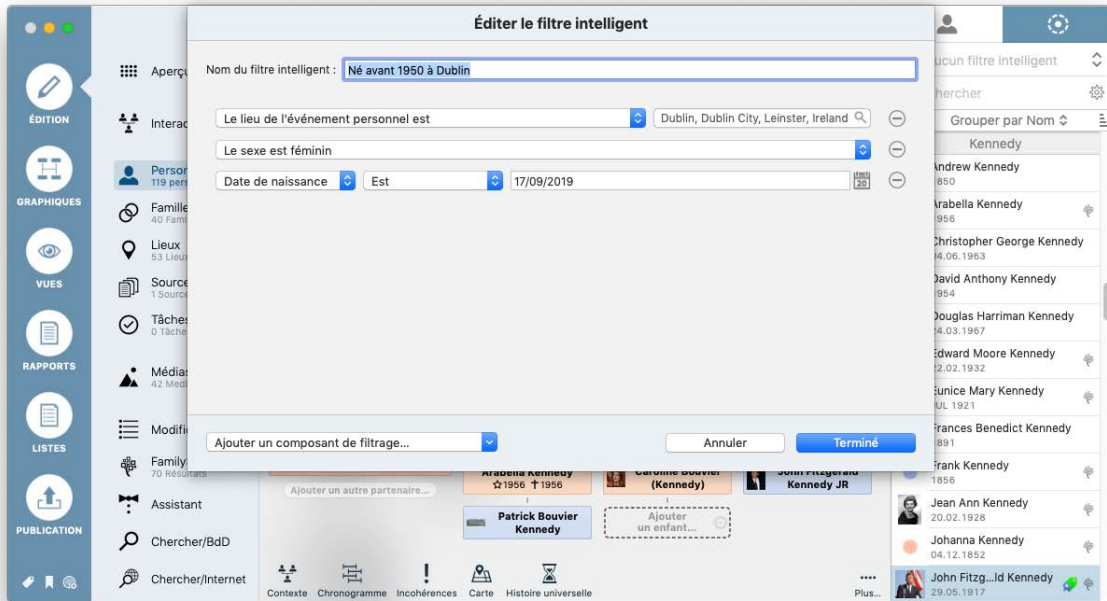 Éditer le filtre intelligent
Nom du filtre intelligent : Né avant 1950 à Dublin
Le lieu de l'événement personnel est
Dublin, Dublin City, Leinster, Ireland
Le sexe est féminin
Date de naissance
Est
17/09/2019
20
Ajouter un composant de filtrage...
Annuler
Terminé
ÉDITION
GRAPHIQUES
VUES
RAPPORTS
LISTES
PUBLICATION
Aperçu
Interac
Person
119 pers
Famille
40 Fami
Lieux
53 Lieux
Source
1 Source
Tâches
0 Tâche
Médias
42 Medi
Modifi
Family
70 Résultats
Assistant
Chercher/BdD
Chercher/Internet
Ajouter un autre partenaire...
Arabella Kennedy
☆1956 ✝1956
Caroline Bouvier
(Kennedy)
John Fitzgerald
Kennedy JR
Patrick Bouvier
Kennedy
Ajouter
un enfant...
Contexte
Chronogramme
Incohérences
Carte
Histoire universelle
Plus...
ucun filtre intelligent
hercher
Grouper par Nom
Kennedy
Andrew Kennedy
850
Arabella Kennedy
956
Christopher George Kennedy
04.06.1963
David Anthony Kennedy
954
Douglas Harriman Kennedy
24.03.1967
Edward Moore Kennedy
22.02.1932
Eunice Mary Kennedy
JUL 1921
Frances Benedict Kennedy
891
Frank Kennedy
1856
Jean Ann Kennedy
20.02.1928
Johanna Kennedy
04.12.1852
John Fitzg...ld Kennedy
29.05.1917